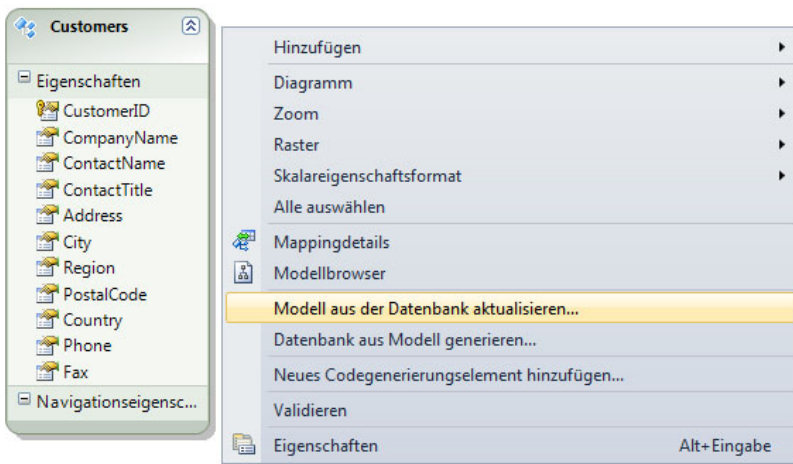 Customers
Eigenschaften
CustomerID
CompanyName
ContactName
ContactTitle
Address
City
Region
PostalCode
Country
Phone
Fax
Navigationseigensc...
Hinzufügen
Diagramm
Zoom
Raster
Skalareigenschaftsformat
Alle auswählen
Mappingdetails
Modellbrowser
Modell aus der Datenbank aktualisieren...
Datenbank aus Modell generieren...
Neues Codegenerierungselement hinzufügen...
Validieren
Eigenschaften Alt+Eingabe